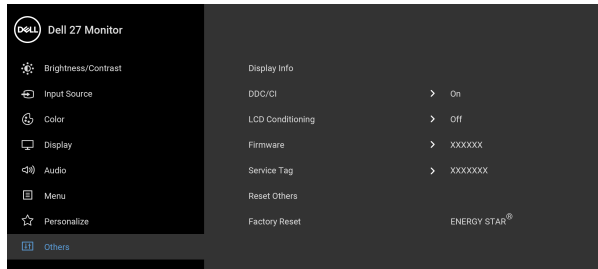 DELL Dell 27 Monitor
Brightness/Contrast
Display Info
Input Source
DDC/CI > On
Color
LCD Conditioning > Off
Display
Firmware > XXXXXX
Audio
Service Tag > XXXXXXX
Menu
Reset Others
Personalize
Factory Reset ENERGY STAR®
Others